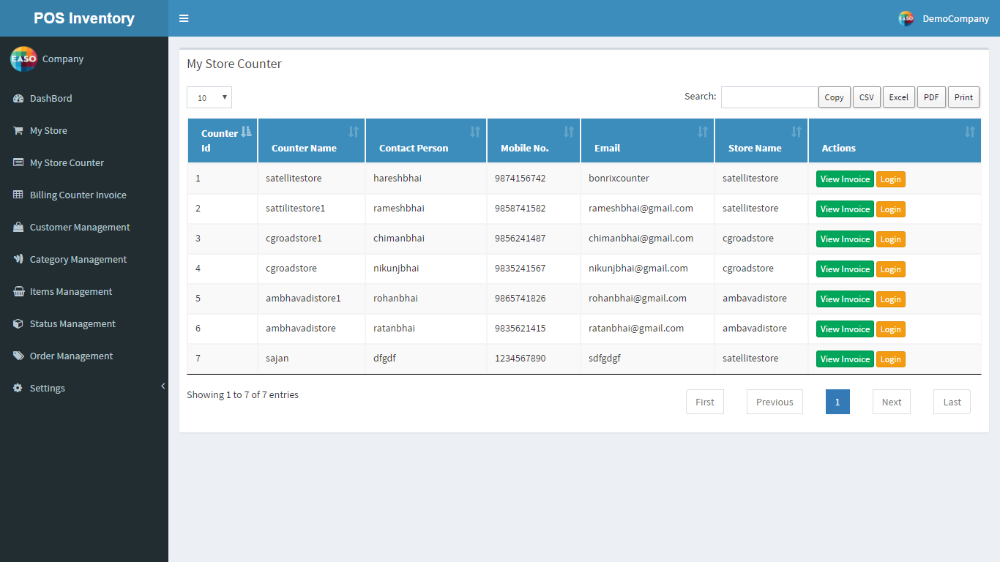 POS Inventory
EASO DemoCompany
EASO Company
DashBord
My Store
My Store Counter
Billing Counter Invoice
Customer Management
Category Management
Items Management
Status Management
Order Management
Settings
My Store Counter
10 Search: Copy CSV Excel PDF Print
Counter Id Counter Name Contact Person Mobile No. Email Store Name Actions
1 satellitestore hareshbhai 9874156742 bonrixcounter satellitestore View Invoice Login
2 sattilitestore1 rameshbhai 9858741582 rameshbhai@gmail.com satellitestore View Invoice Login
3 cgroadstore1 chimanbhai 9856241487 chimanbhai@gmail.com cgroadstore View Invoice Login
4 cgroadstore nikunjbhai 9835241567 nikunjbhai@gmail.com cgroadstore View Invoice Login
5 ambhavadistore1 rohanbhai 9865741826 rohanbhai@gmail.com ambavadistore View Invoice Login
6 ambhavadistore ratanbhai 9835621415 ratanbhai@gmail.com ambavadistore View Invoice Login
7 sajan dfgdf 1234567890 sdfgdgf satellitestore View Invoice Login
Showing 1 to 7 of 7 entries First Previous 1 Next Last